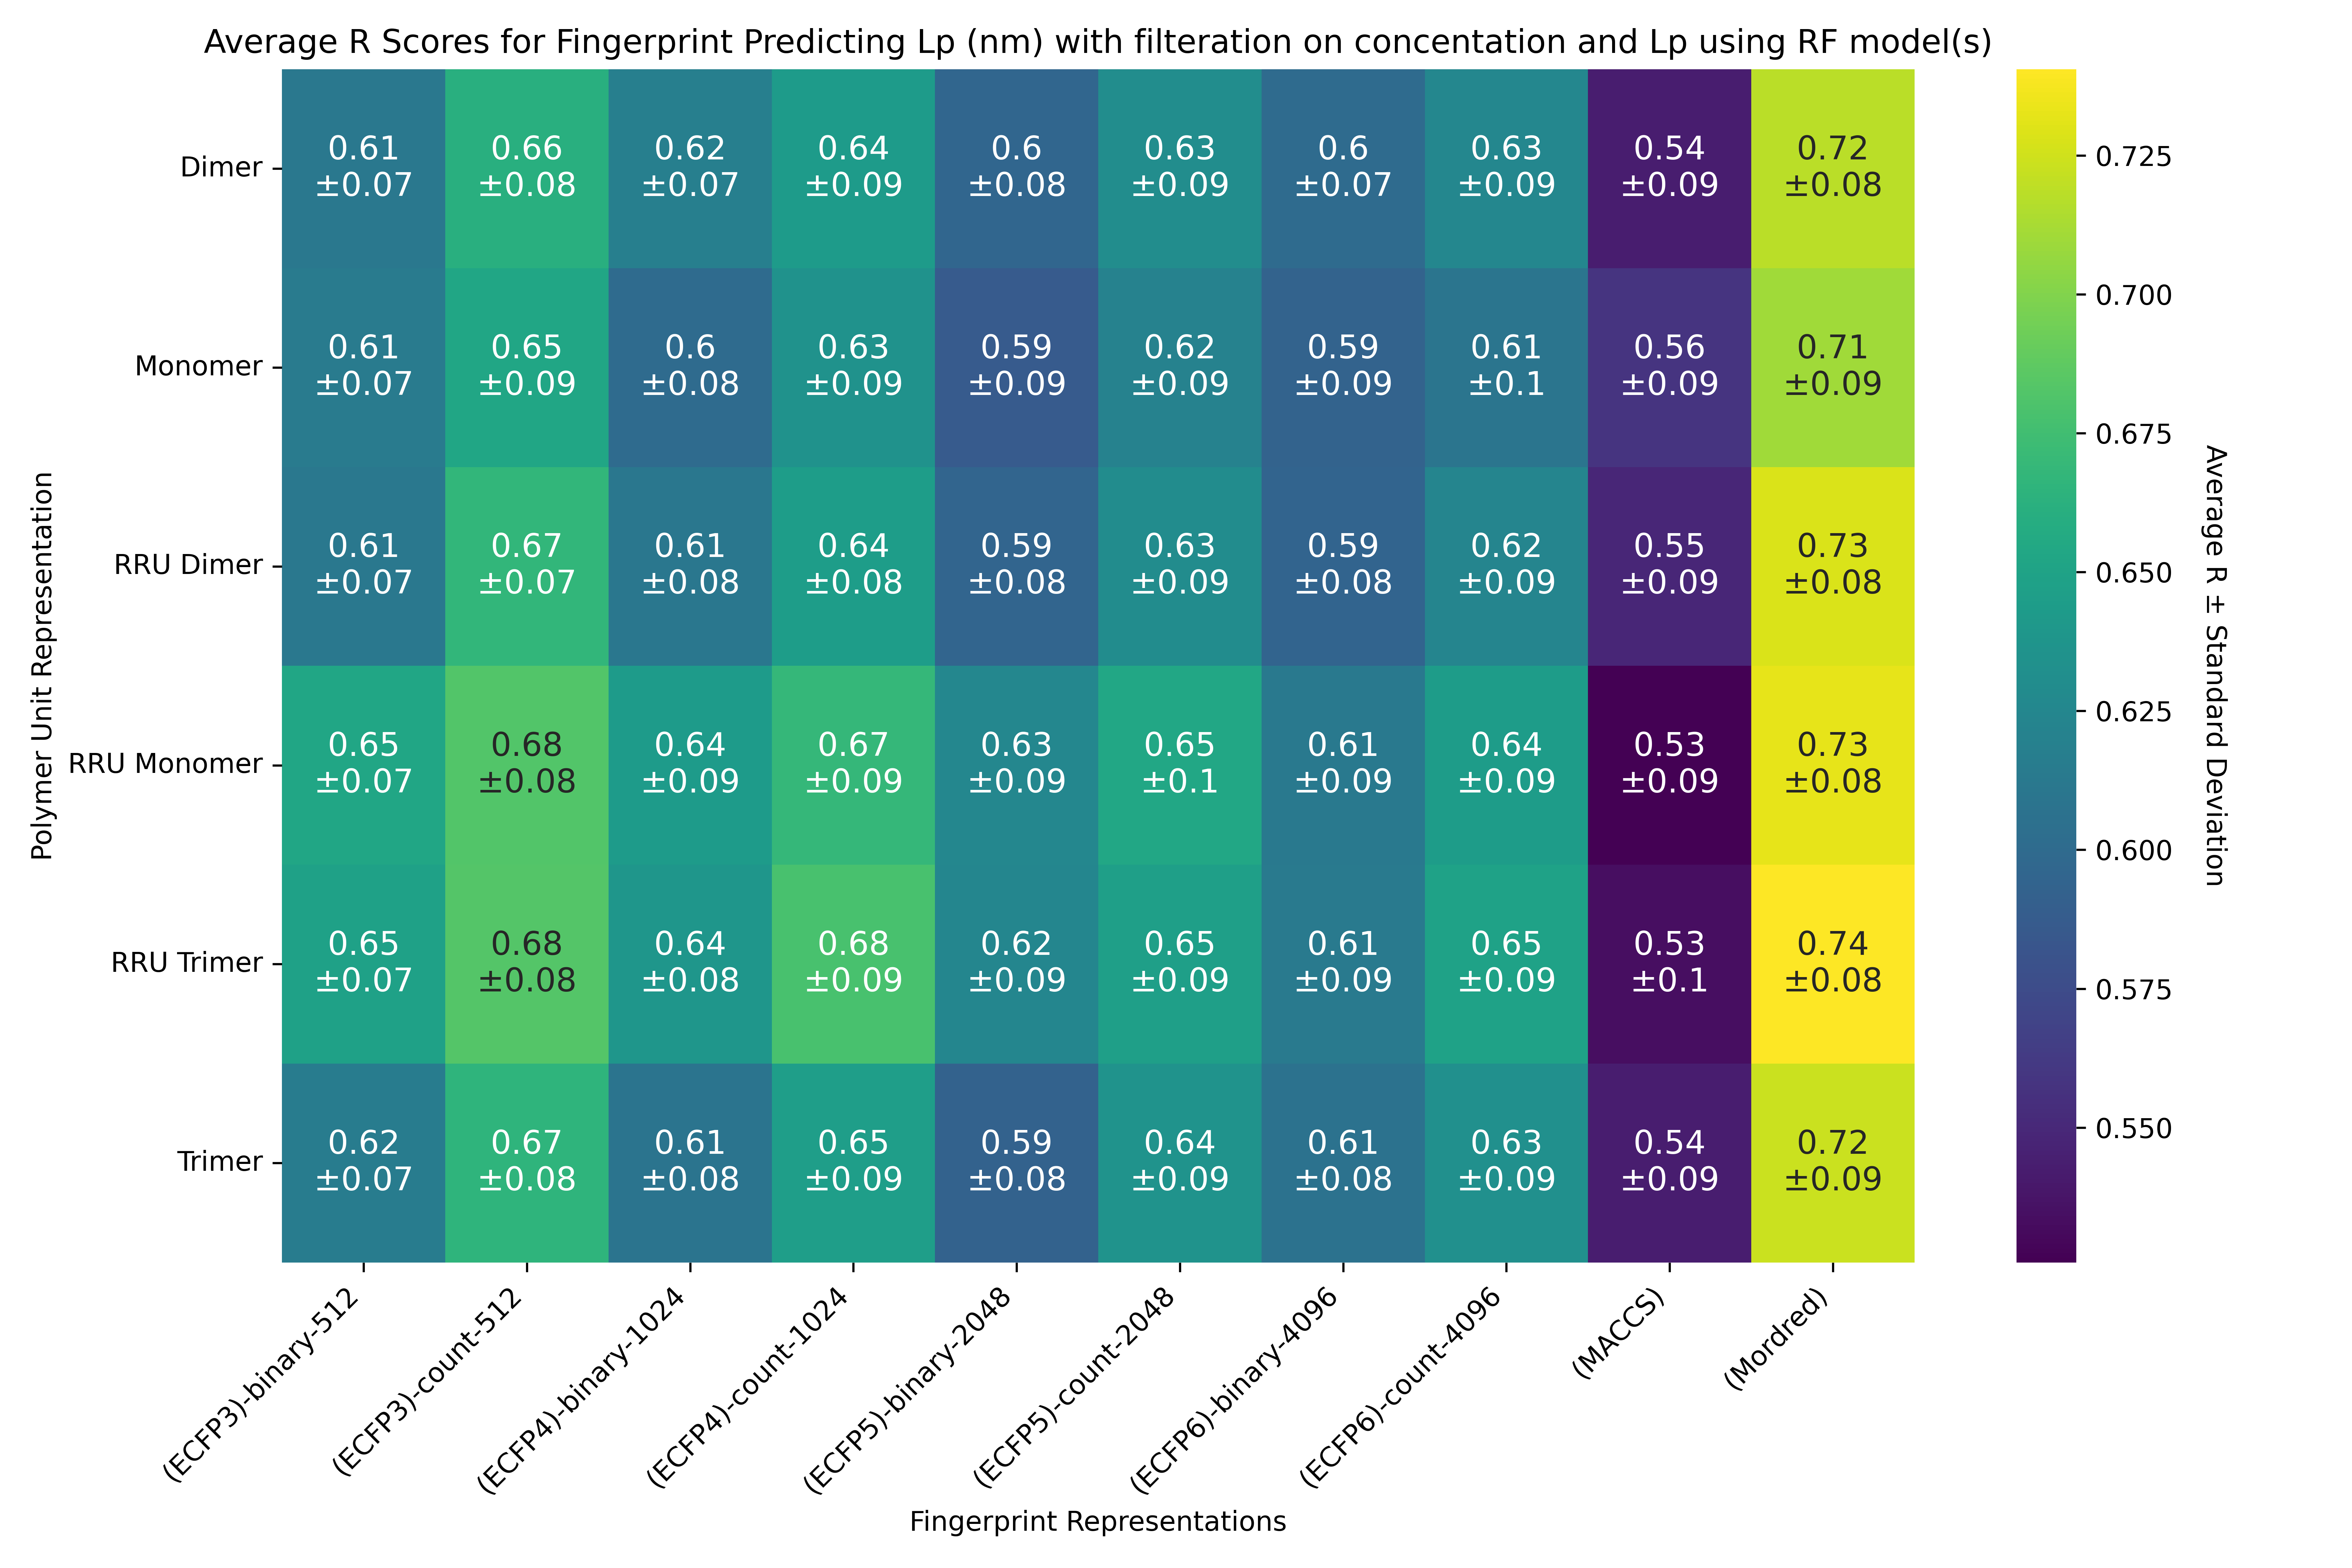 Average R Scores for Fingerprint Predicting Lp (nm) with filteration on concentation and Lp using RF model(s)
Polymer Unit Representation
Dimer
0.61 0.66 0.62 0.64 0.6 0.63 0.6 0.63 0.54 0.72
±0.07 ±0.08 ±0.07 ±0.09 ±0.08 ±0.09 ±0.07 ±0.09 ±0.09 ±0.08
Monomer
0.61 0.65 0.6 0.63 0.59 0.62 0.59 0.61 0.56 0.71
±0.07 ±0.09 ±0.08 ±0.09 ±0.09 ±0.09 ±0.09 ±0.1 ±0.09 ±0.09
RRU Dimer
0.61 0.67 0.61 0.64 0.59 0.63 0.59 0.62 0.55 0.73
±0.07 ±0.07 ±0.08 ±0.08 ±0.08 ±0.09 ±0.08 ±0.09 ±0.09 ±0.08
RRU Monomer
0.65 0.68 0.64 0.67 0.63 0.65 0.61 0.64 0.53 0.73
±0.07 ±0.08 ±0.09 ±0.09 ±0.09 ±0.1 ±0.09 ±0.09 ±0.09 ±0.08
RRU Trimer
0.65 0.68 0.64 0.68 0.62 0.65 0.61 0.65 0.53 0.74
±0.07 ±0.08 ±0.08 ±0.09 ±0.09 ±0.09 ±0.09 ±0.09 ±0.1 ±0.08
Trimer
0.62 0.67 0.61 0.65 0.59 0.64 0.61 0.63 0.54 0.72
±0.07 ±0.08 ±0.08 ±0.09 ±0.08 ±0.09 ±0.08 ±0.09 ±0.09 ±0.09
(ECFP3)-binary-512
(ECFP3)-count-512
(ECFP4)-binary-1024
(ECFP4)-count-1024
(ECFP5)-binary-2048
(ECFP5)-count-2048
(ECFP6)-binary-4096
(ECFP6)-count-4096
(MACCS)
(Mordred)
Fingerprint Representations
0.725
0.700
0.675
0.650
0.625
0.600
0.575
0.550
Average R ± Standard Deviation